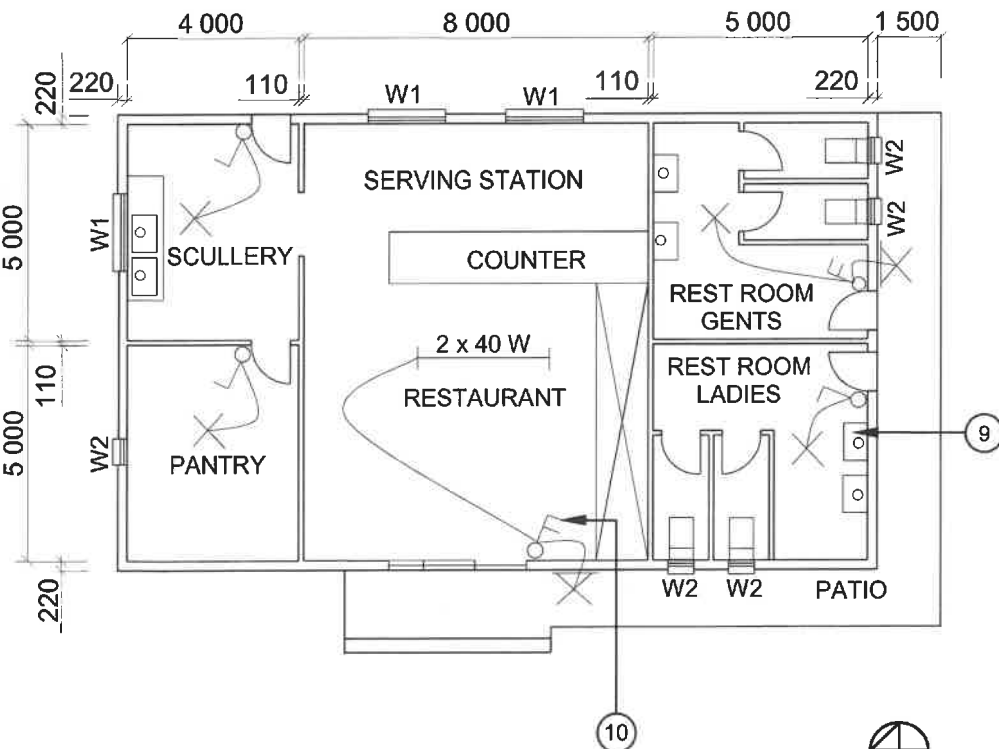 4 000
8 000
5 000
1 500
220
110
110
220
220
W1
W1
W2
SERVING STATION
W2
W1
5 000
SCULLERY
COUNTER
REST ROOM
GENTS
2 x 40 W
110
REST ROOM
LADIES
RESTAURANT
9
5 000
W2
PANTRY
W2
W2
PATIO
220
10